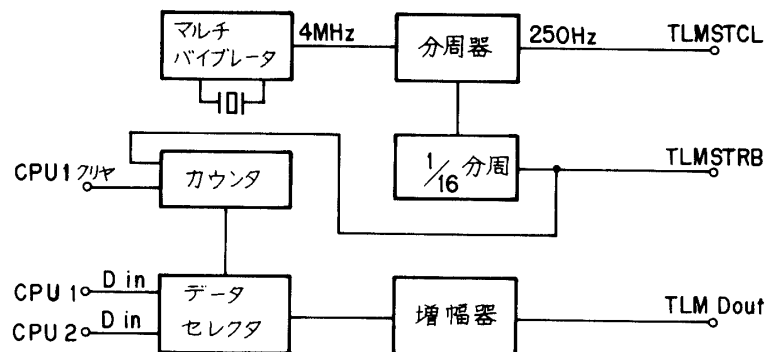 マルチ
バイブレータ
4MHz
分周器
250Hz
TLMSTCL
CPU1 クリヤ
カウンタ
1/16 分周
TLMSTRB
CPU 1 D in
CPU 2 D in
データ
セレクタ
増幅器
TLM Dout